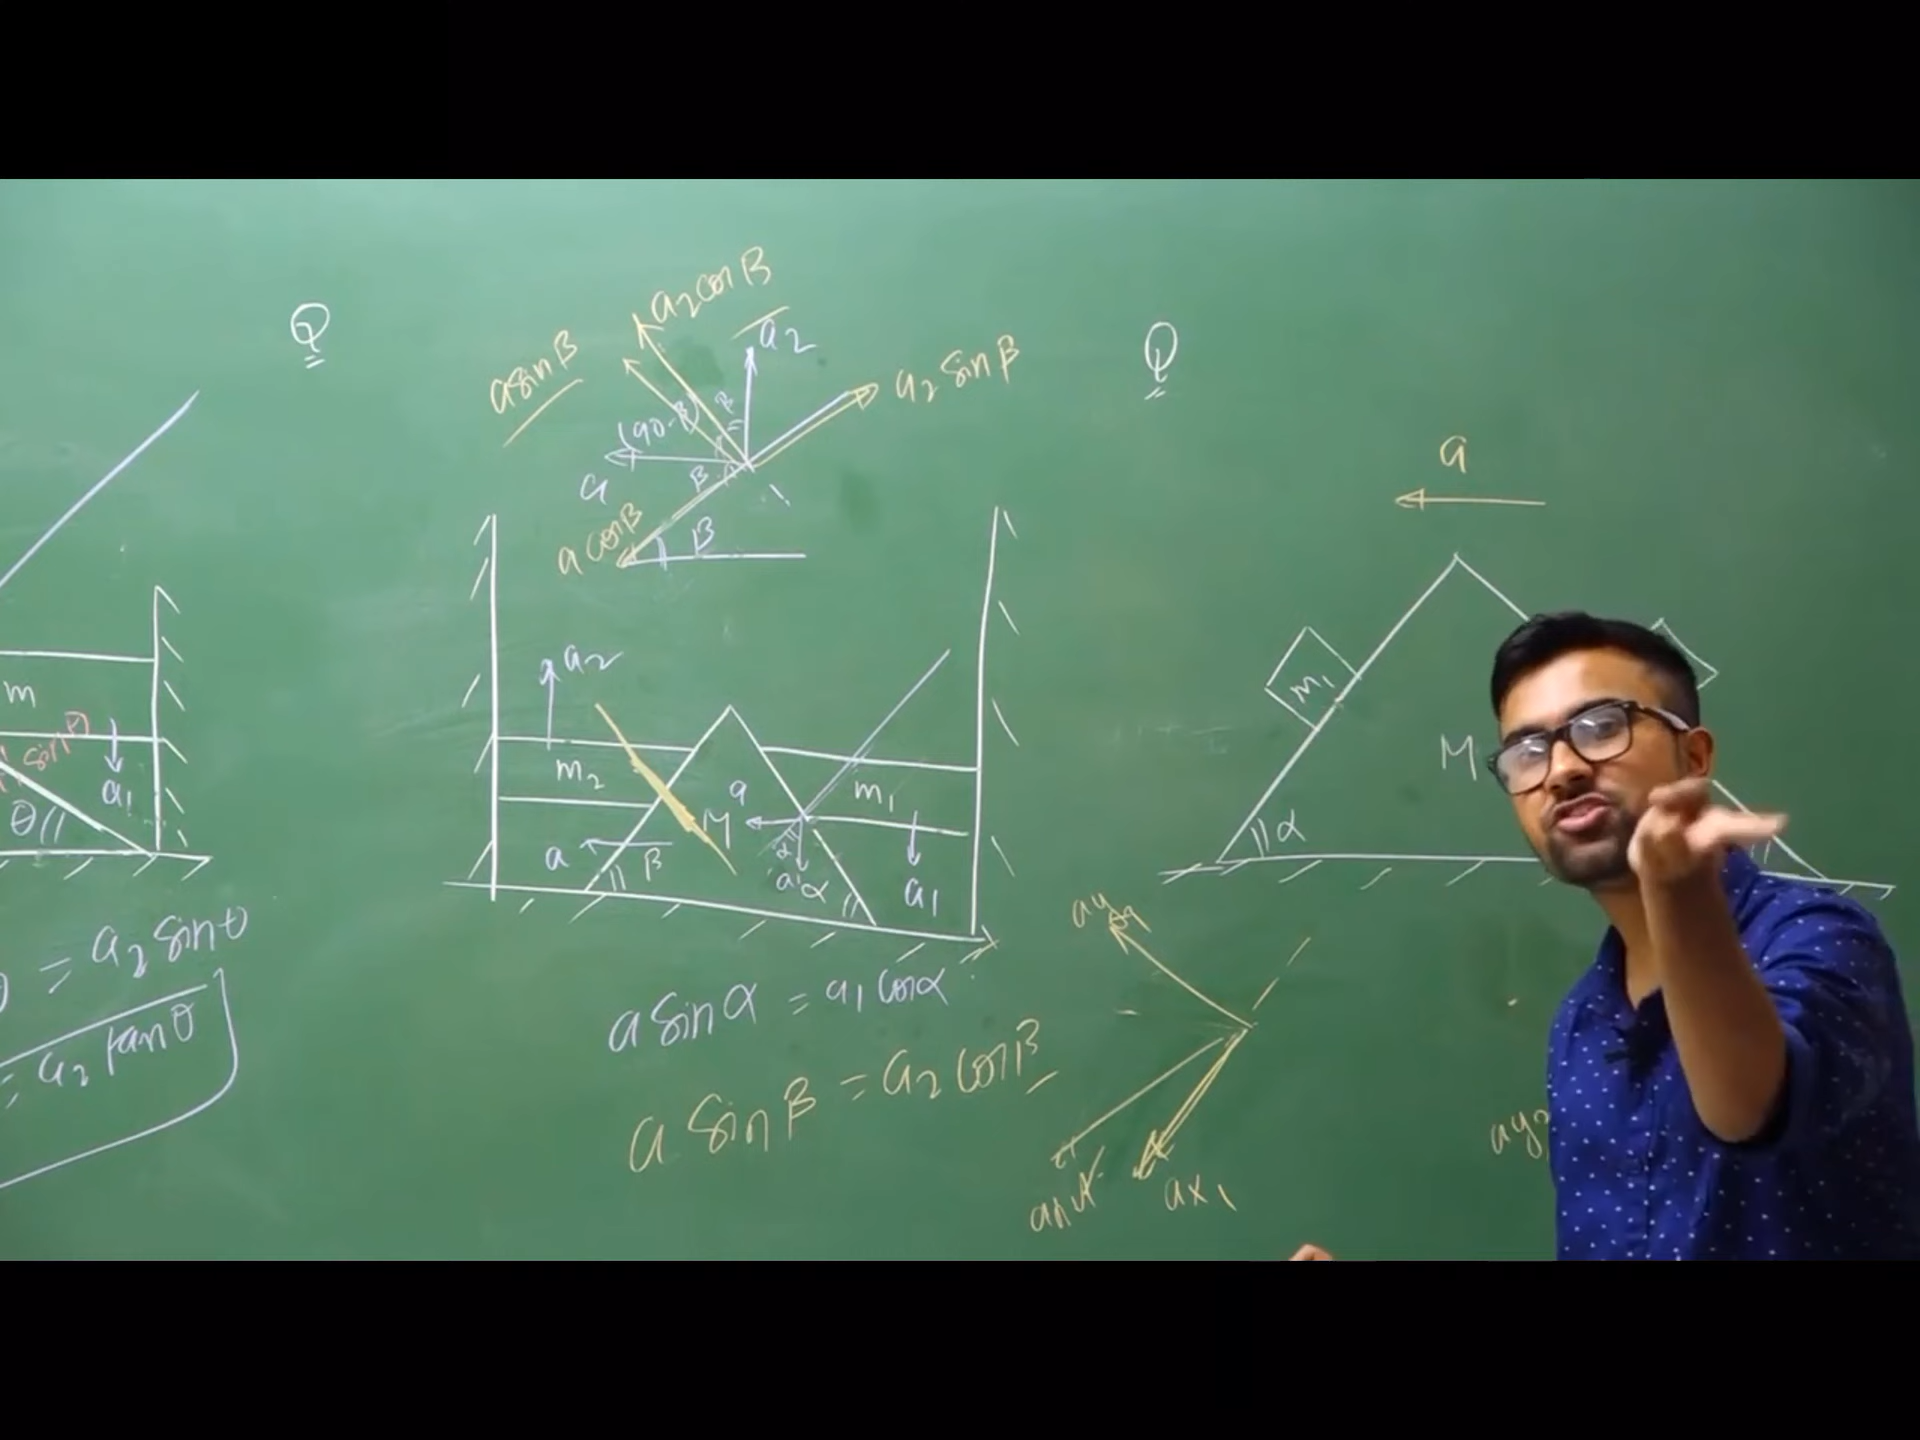 Q
a₂ cos β
a sin β
a₂
a₂ sin β
(90-β)
β
a
β
a cos β
β
a₂
m₂
M
a
m₁
a
β
α
a₁
α
a₁
a sin α = a₁ cos α
a sin β = a₂ cos β
m
a₁
θ
= a₂ sin θ
= a₂ tan θ
Q
a
m₁
M
α
ax₁